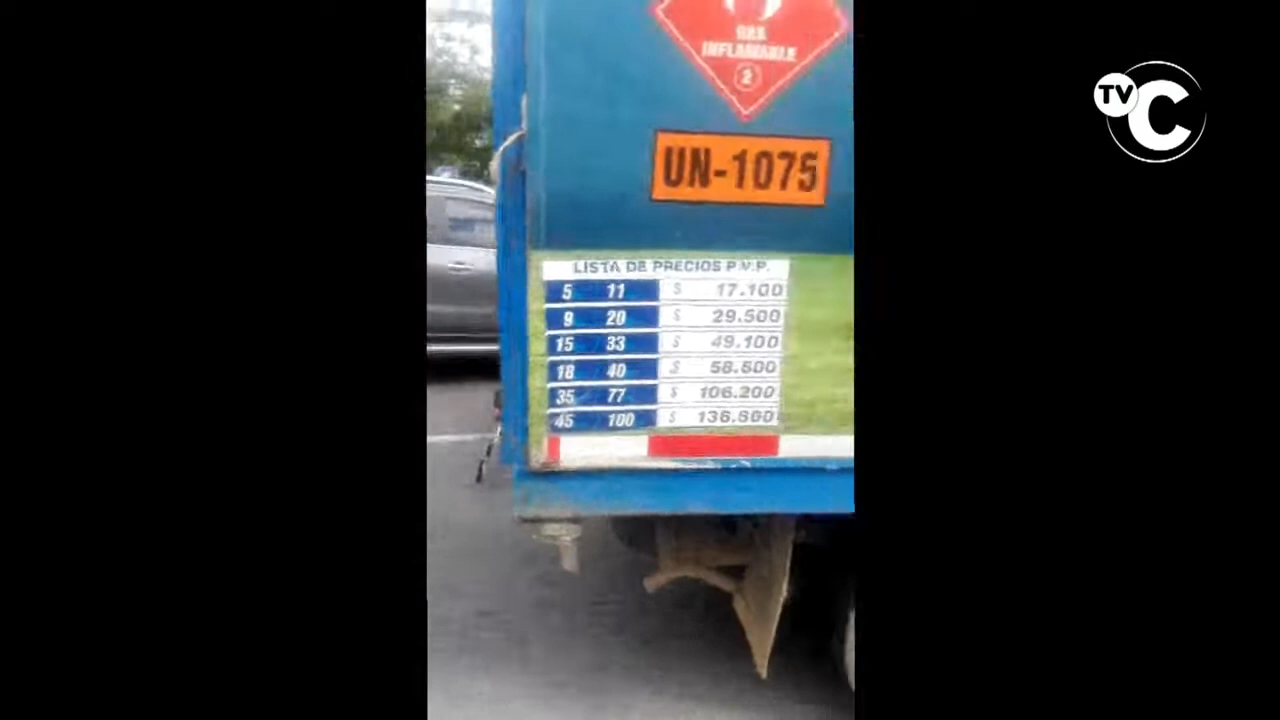 GAS
INFLAMABLE
2
UN-1075
LISTA DE PRECIOS P.V.P.
5 11 $ 17.100
9 20 $ 29.500
15 33 $ 49.100
18 40 $ 58.600
35 77 $ 106.200
45 100 $ 136.600
TV C